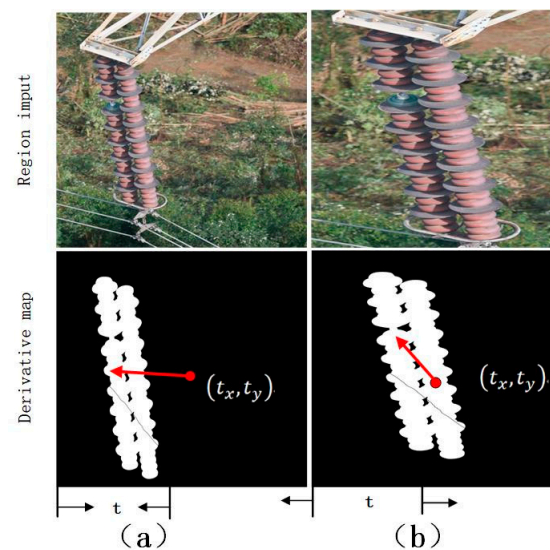 Region imput
Derivative map
(t_x, t_y)
(t_x, t_y)
t
t
(a)
(b)